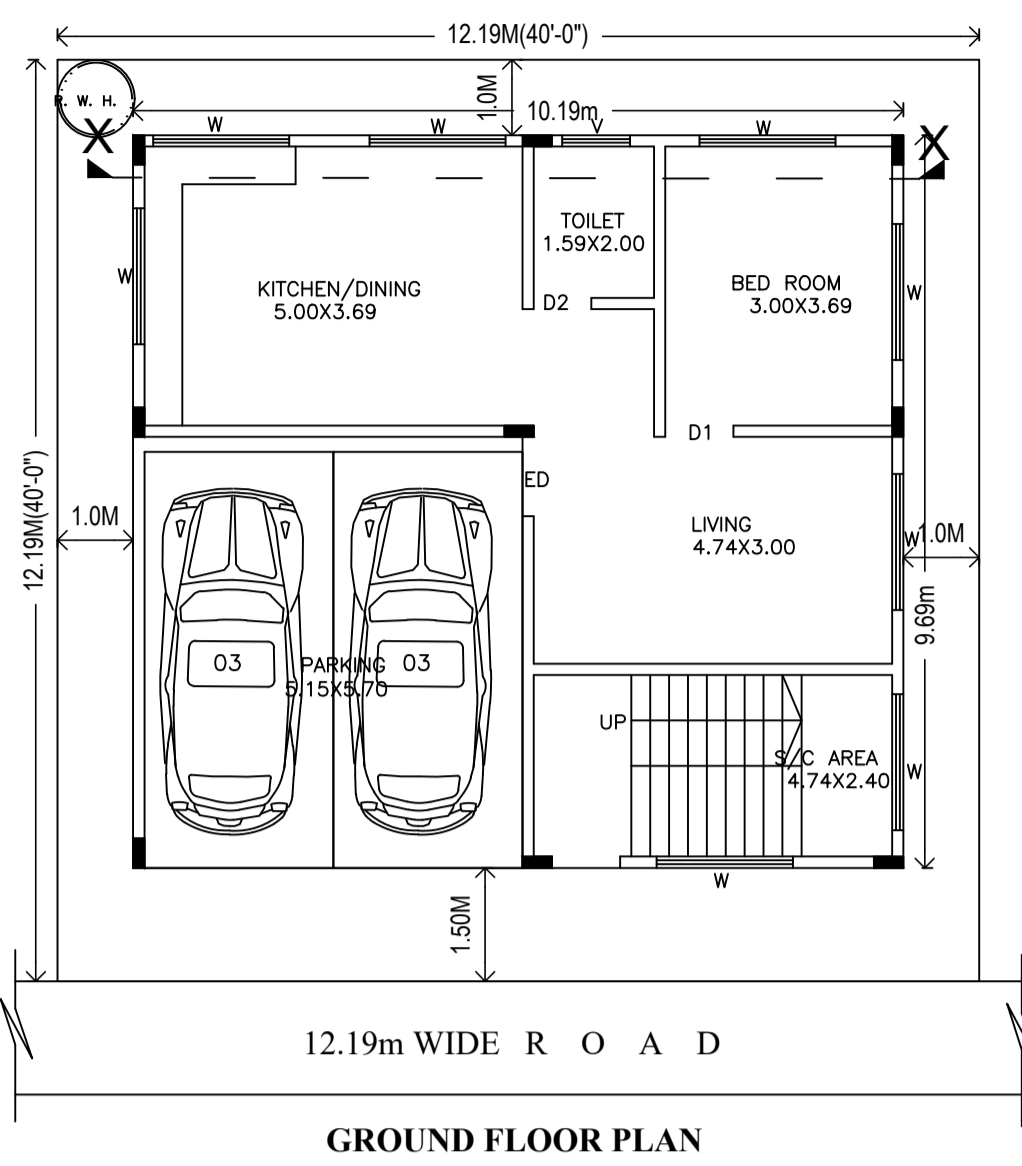 12.19M(40'-0")
1.0M
10.19m
R. W. H.
W
W
V
W
X
X
TOILET
1.59X2.00
W
KITCHEN/DINING
5.00X3.69
D2
BED ROOM
3.00X3.69
W
D1
12.19M(40'-0")
1.0M
ED
LIVING
4.74X3.00
W
1.0M
9.69m
03
PARKING
5.15X5.70
03
UP
S/C AREA
4.74X2.40
W
W
1.50M
12.19m WIDE R O A D
GROUND FLOOR PLAN